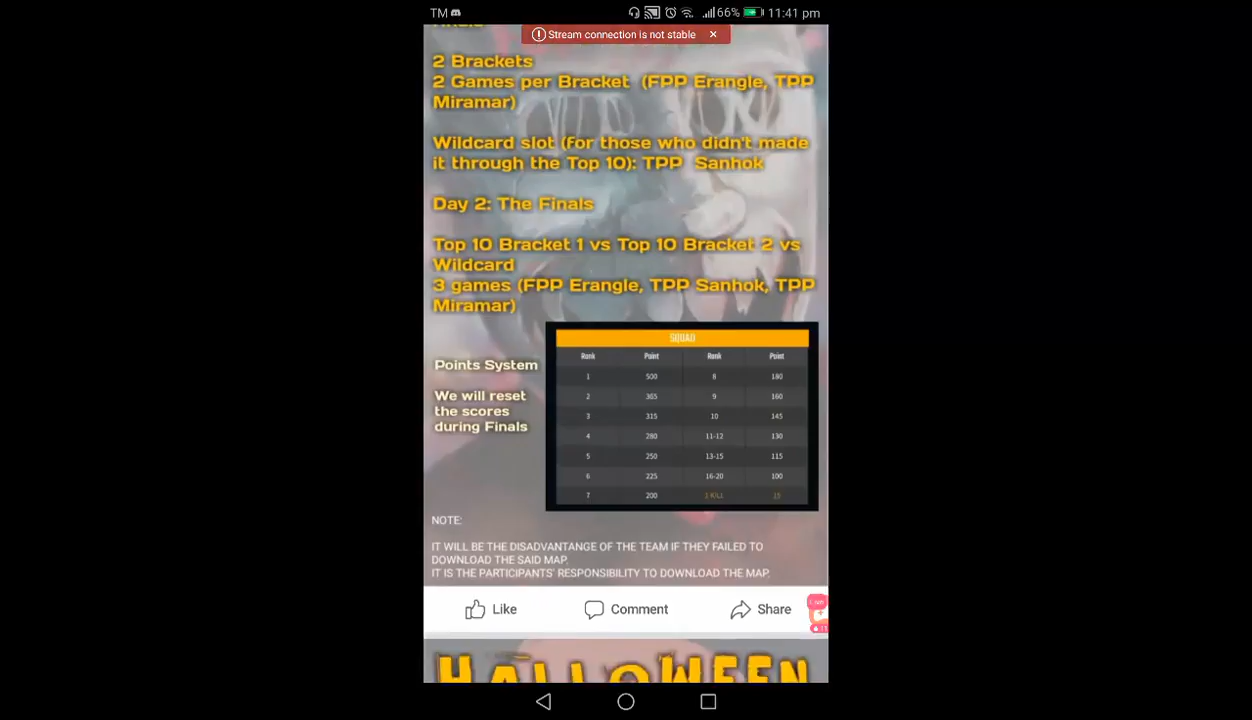 TM
66% 11:41 pm
Stream connection is not stable ×
2 Brackets
2 Games per Bracket (FPP Erangle, TPP
Miramar)
Wildcard slot (for those who didn't made
it through the Top 10): TPP Sanhok
Day 2: The Finals
Top 10 Bracket 1 vs Top 10 Bracket 2 vs
Wildcard
3 games (FPP Erangle, TPP Sanhok, TPP
Miramar)
Points System
We will reset
the scores
during Finals
SQUAD
Rank Point Rank Point
1 500 8 180
2 365 9 160
3 315 10 145
4 280 11-12 130
5 250 13-15 115
6 225 16-20 100
7 200 1 KILL 15
NOTE:
IT WILL BE THE DISADVANTANGE OF THE TEAM IF THEY FAILED TO
DOWNLOAD THE SAID MAP.
IT IS THE PARTICIPANTS' RESPONSIBILITY TO DOWNLOAD THE MAP.
Like Comment Share
HALLOWEEN